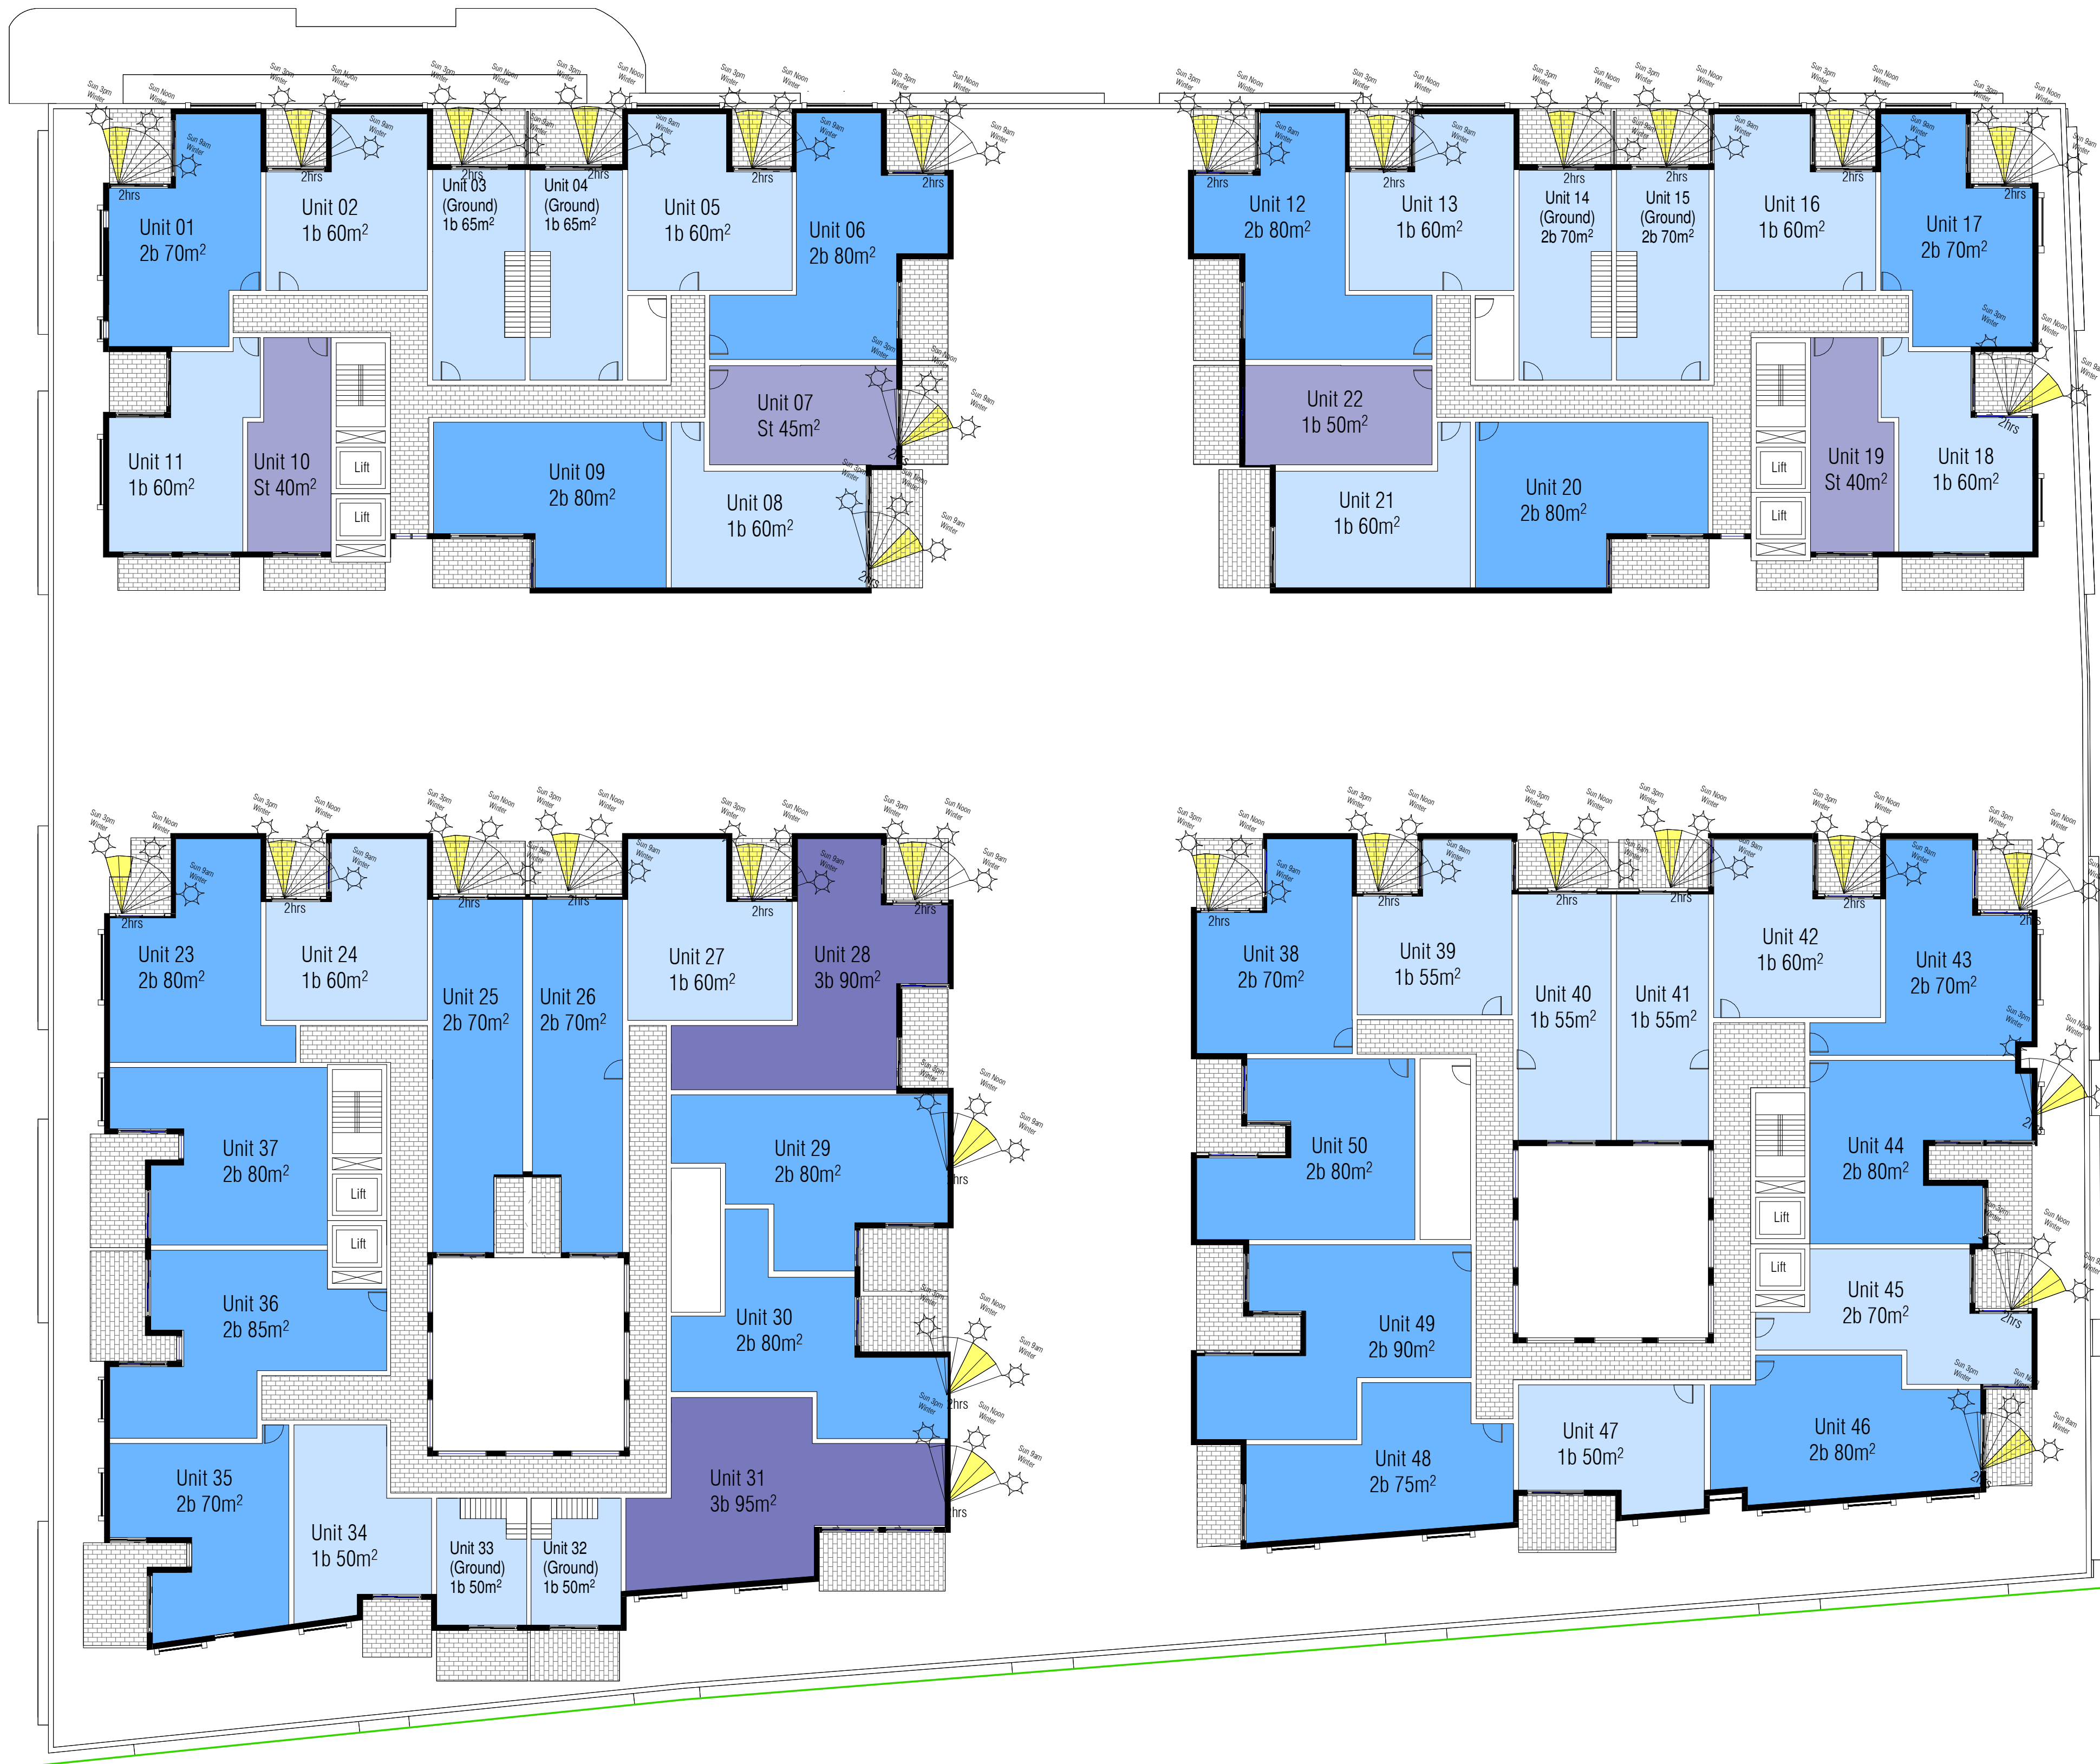 Unit 01
2b 70m²
Unit 02
1b 60m²
Unit 03
(Ground)
1b 65m²
Unit 04
(Ground)
1b 65m²
Unit 05
1b 60m²
Unit 06
2b 80m²
Unit 07
St 45m²
Unit 08
1b 60m²
Unit 09
2b 80m²
Unit 10
St 40m²
Unit 11
1b 60m²
Lift
Lift
Sun 3pm
Winter
Sun Noon
Winter
Sun 9am
Winter
2hrs
Unit 12
2b 80m²
Unit 13
1b 60m²
Unit 14
(Ground)
2b 70m²
Unit 15
(Ground)
2b 70m²
Unit 16
1b 60m²
Unit 17
2b 70m²
Unit 18
1b 60m²
Unit 19
St 40m²
Unit 20
2b 80m²
Unit 21
1b 60m²
Unit 22
1b 50m²
Lift
Lift
Unit 23
2b 80m²
Unit 24
1b 60m²
Unit 25
2b 70m²
Unit 26
2b 70m²
Unit 27
1b 60m²
Unit 28
3b 90m²
Unit 29
2b 80m²
Unit 30
2b 80m²
Unit 31
3b 95m²
Unit 32
(Ground)
1b 50m²
Unit 33
(Ground)
1b 50m²
Unit 34
1b 50m²
Unit 35
2b 70m²
Unit 36
2b 85m²
Unit 37
2b 80m²
Lift
Lift
Unit 38
2b 70m²
Unit 39
1b 55m²
Unit 40
1b 55m²
Unit 41
1b 55m²
Unit 42
1b 60m²
Unit 43
2b 70m²
Unit 44
2b 80m²
Unit 45
2b 70m²
Unit 46
2b 80m²
Unit 47
1b 50m²
Unit 48
2b 75m²
Unit 49
2b 90m²
Unit 50
2b 80m²
Lift
Lift